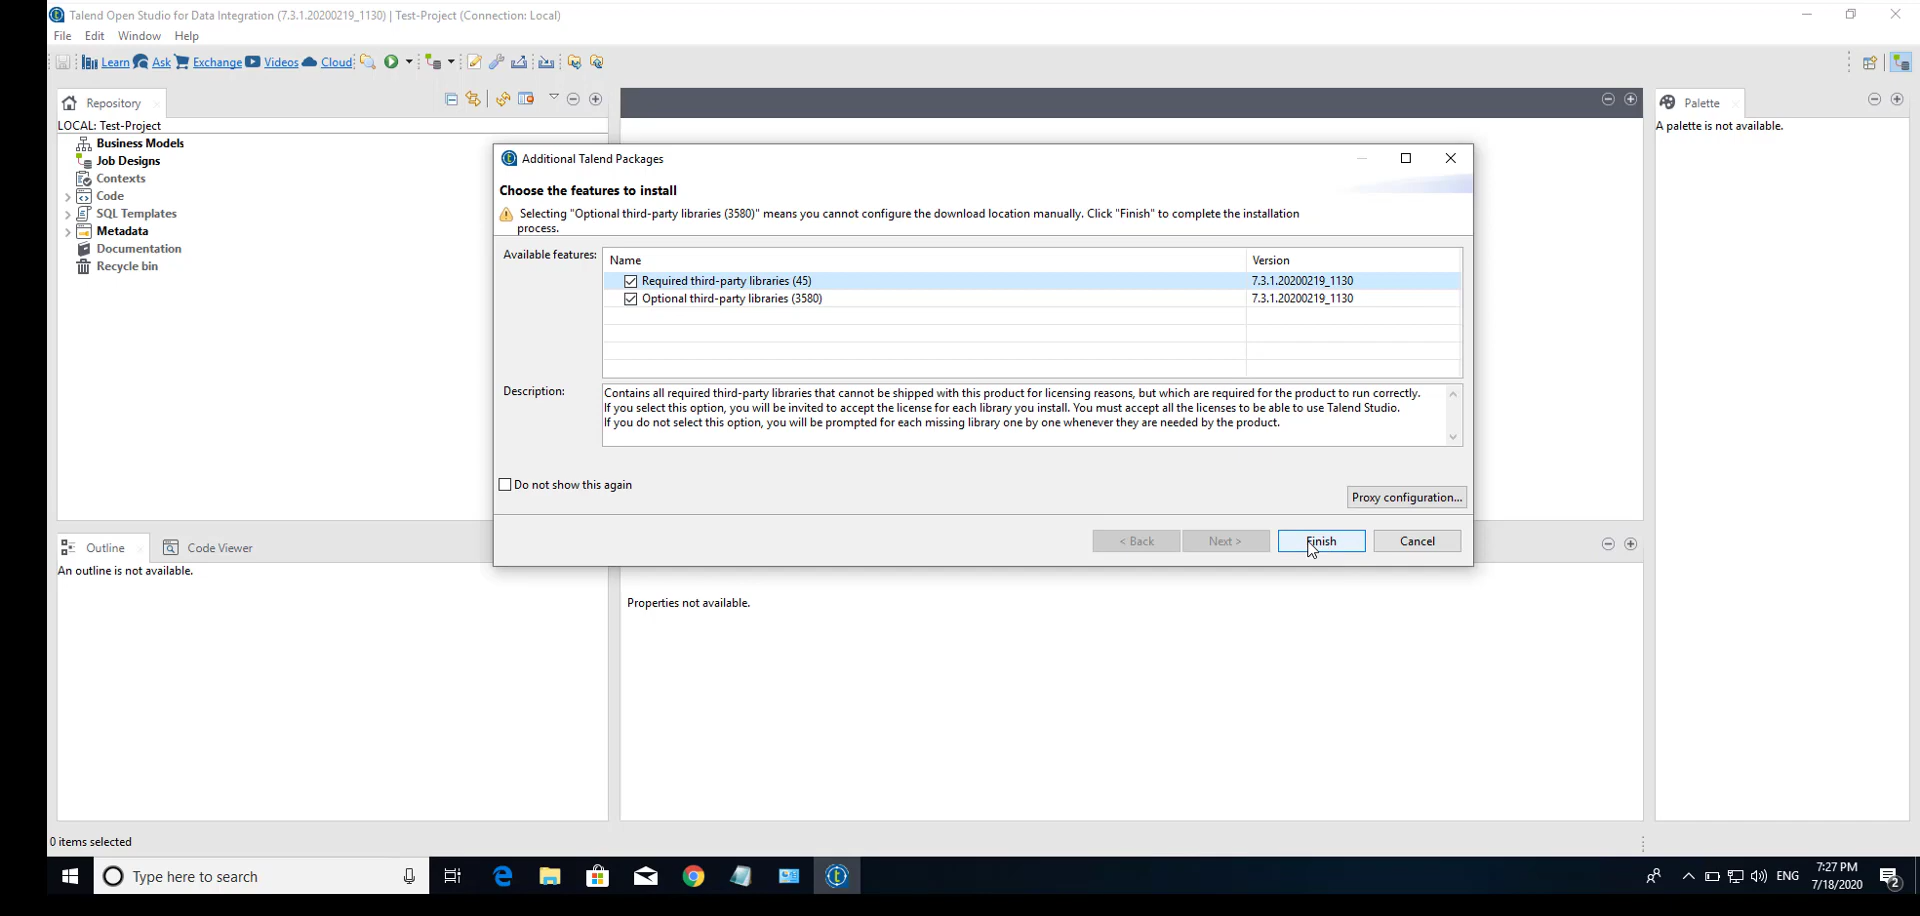 Talend Open Studio for Data Integration (7.3.1.20200219_1130) | Test-Project (Connection: Local)
File Edit Window Help
Learn Ask Exchange Videos Cloud
Repository
LOCAL: Test-Project
Business Models
Job Designs
Contexts
Code
SQL Templates
Metadata
Documentation
Recycle bin
Palette
A palette is not available.
Additional Talend Packages
Choose the features to install
Selecting "Optional third-party libraries (3580)" means you cannot configure the download location manually. Click "Finish" to complete the installation
process.
Available features:
Name Version
Required third-party libraries (45) 7.3.1.20200219_1130
Optional third-party libraries (3580) 7.3.1.20200219_1130
Description:
Contains all required third-party libraries that cannot be shipped with this product for licensing reasons, but which are required for the product to run correctly.
If you select this option, you will be invited to accept the license for each library you install. You must accept all the licenses to be able to use Talend Studio.
If you do not select this option, you will be prompted for each missing library one by one whenever they are needed by the product.
Do not show this again
Proxy configuration...
< Back Next > Finish Cancel
Outline Code Viewer
An outline is not available.
Properties not available.
0 items selected
Type here to search
ENG
7:27 PM
7/18/2020
2